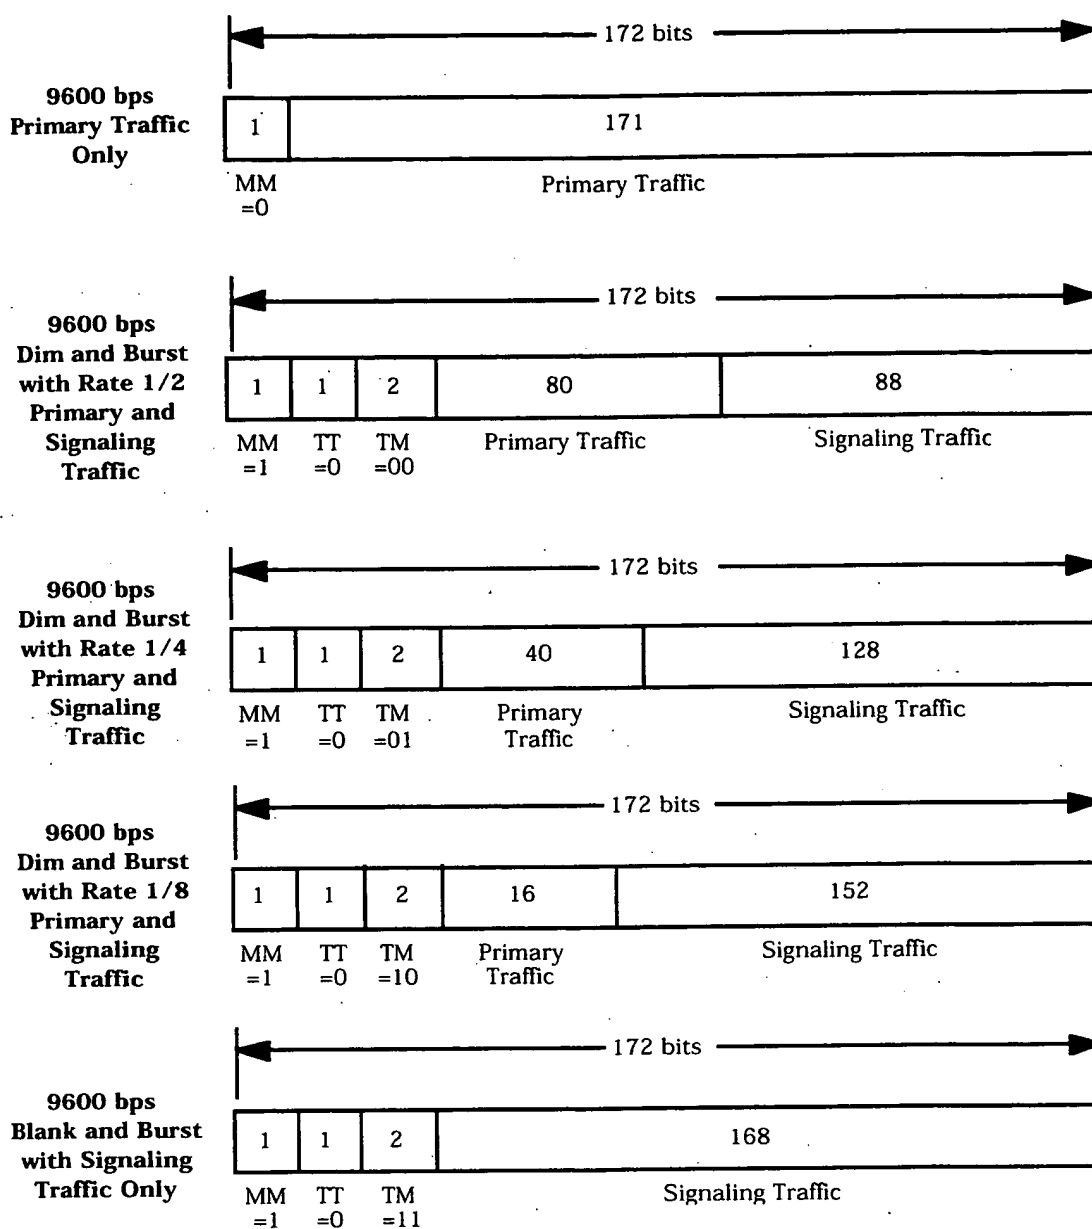 172 bits
9600 bps
Primary Traffic
Only
1
171
MM
=0
Primary Traffic
172 bits
9600 bps
Dim and Burst
with Rate 1/2
Primary and
Signaling
Traffic
1
1
2
80
88
MM
=1
TT
=0
TM
=00
Primary Traffic
Signaling Traffic
172 bits
9600 bps
Dim and Burst
with Rate 1/4
Primary and
Signaling
Traffic
1
1
2
40
128
MM
=1
TT
=0
TM
=01
Primary
Traffic
Signaling Traffic
172 bits
9600 bps
Dim and Burst
with Rate 1/8
Primary and
Signaling
Traffic
1
1
2
16
152
MM
=1
TT
=0
TM
=10
Primary
Traffic
Signaling Traffic
172 bits
9600 bps
Blank and Burst
with Signaling
Traffic Only
1
1
2
168
MM
=1
TT
=0
TM
=11
Signaling Traffic